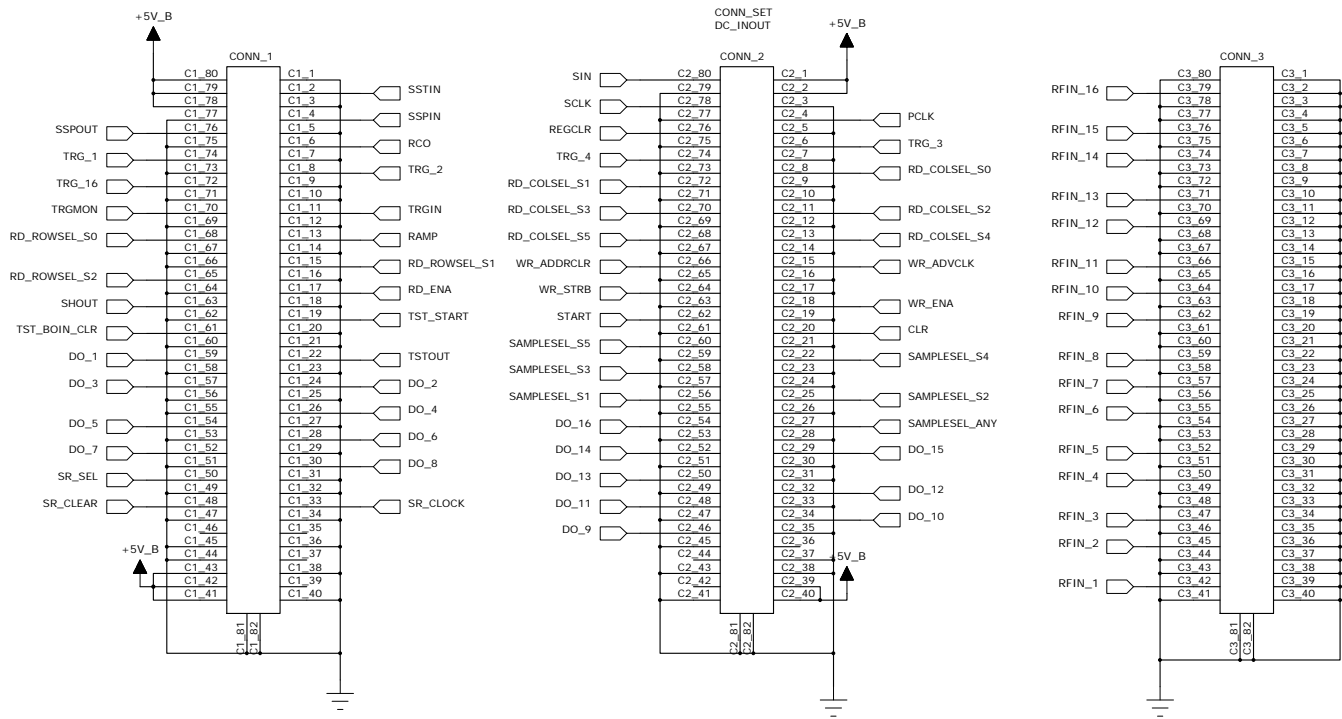 +5V_B
CONN_1
C1_80 C1_1
C1_79 C1_2 SSTIN
C1_78 C1_3
C1_77 C1_4 SSPIN
SSPOUT C1_76 C1_5
C1_75 C1_6 RCO
TRG_1 C1_74 C1_7
C1_73 C1_8 TRG_2
TRG_16 C1_72 C1_9
C1_71 C1_10
TRGMON C1_70 C1_11 TRGIN
C1_69 C1_12
RD_ROWSEL_S0 C1_68 C1_13 RAMP
C1_67 C1_14
C1_66 C1_15 RD_ROWSEL_S1
RD_ROWSEL_S2 C1_65 C1_16
C1_64 C1_17 RD_ENA
SHOUT C1_63 C1_18
C1_62 C1_19 TST_START
TST_BOIN_CLR C1_61 C1_20
C1_60 C1_21
DO_1 C1_59 C1_22 TSTOUT
C1_58 C1_23
DO_3 C1_57 C1_24 DO_2
C1_56 C1_25
C1_55 C1_26 DO_4
DO_5 C1_54 C1_27
C1_53 C1_28 DO_6
DO_7 C1_52 C1_29
C1_51 C1_30 DO_8
SR_SEL C1_50 C1_31
C1_49 C1_32
SR_CLEAR C1_48 C1_33 SR_CLOCK
C1_47 C1_34
C1_46 C1_35
C1_45 C1_36
+5V_B C1_44 C1_37
C1_43 C1_38
C1_42 C1_39
C1_41 C1_40
C1_81
C1_82
CONN_SET
DC_INOUT
+5V_B
CONN_2
SIN C2_80 C2_1
C2_79 C2_2
SCLK C2_78 C2_3
C2_77 C2_4 PCLK
REGCLR C2_76 C2_5
C2_75 C2_6 TRG_3
TRG_4 C2_74 C2_7
C2_73 C2_8 RD_COLSEL_S0
RD_COLSEL_S1 C2_72 C2_9
C2_71 C2_10
RD_COLSEL_S3 C2_70 C2_11 RD_COLSEL_S2
C2_69 C2_12
RD_COLSEL_S5 C2_68 C2_13 RD_COLSEL_S4
C2_67 C2_14
WR_ADDRCLR C2_66 C2_15 WR_ADVCLK
C2_65 C2_16
WR_STRB C2_64 C2_17
C2_63 C2_18 WR_ENA
START C2_62 C2_19
C2_61 C2_20 CLR
SAMPLESEL_S5 C2_60 C2_21
C2_59 C2_22 SAMPLESEL_S4
SAMPLESEL_S3 C2_58 C2_23
C2_57 C2_24
SAMPLESEL_S1 C2_56 C2_25 SAMPLESEL_S2
C2_55 C2_26
DO_16 C2_54 C2_27 SAMPLESEL_ANY
C2_53 C2_28
DO_14 C2_52 C2_29 DO_15
C2_51 C2_30
DO_13 C2_50 C2_31
C2_49 C2_32 DO_12
DO_11 C2_48 C2_33
C2_47 C2_34 DO_10
DO_9 C2_46 C2_35
C2_45 C2_36
C2_44 C2_37 +5V_B
C2_43 C2_38
C2_42 C2_39
C2_41 C2_40
C2_81
C2_82
CONN_3
C3_80 C3_1
RFIN_16 C3_79 C3_2
C3_78 C3_3
C3_77 C3_4
RFIN_15 C3_76 C3_5
C3_75 C3_6
RFIN_14 C3_74 C3_7
C3_73 C3_8
C3_72 C3_9
RFIN_13 C3_71 C3_10
C3_70 C3_11
RFIN_12 C3_69 C3_12
C3_68 C3_13
C3_67 C3_14
RFIN_11 C3_66 C3_15
C3_65 C3_16
RFIN_10 C3_64 C3_17
C3_63 C3_18
RFIN_9 C3_62 C3_19
C3_61 C3_20
C3_60 C3_21
RFIN_8 C3_59 C3_22
C3_58 C3_23
RFIN_7 C3_57 C3_24
C3_56 C3_25
RFIN_6 C3_55 C3_26
C3_54 C3_27
C3_53 C3_28
RFIN_5 C3_52 C3_29
C3_51 C3_30
RFIN_4 C3_50 C3_31
C3_49 C3_32
C3_48 C3_33
RFIN_3 C3_47 C3_34
C3_46 C3_35
RFIN_2 C3_45 C3_36
C3_44 C3_37
C3_43 C3_38
RFIN_1 C3_42 C3_39
C3_41 C3_40
C3_81
C3_82